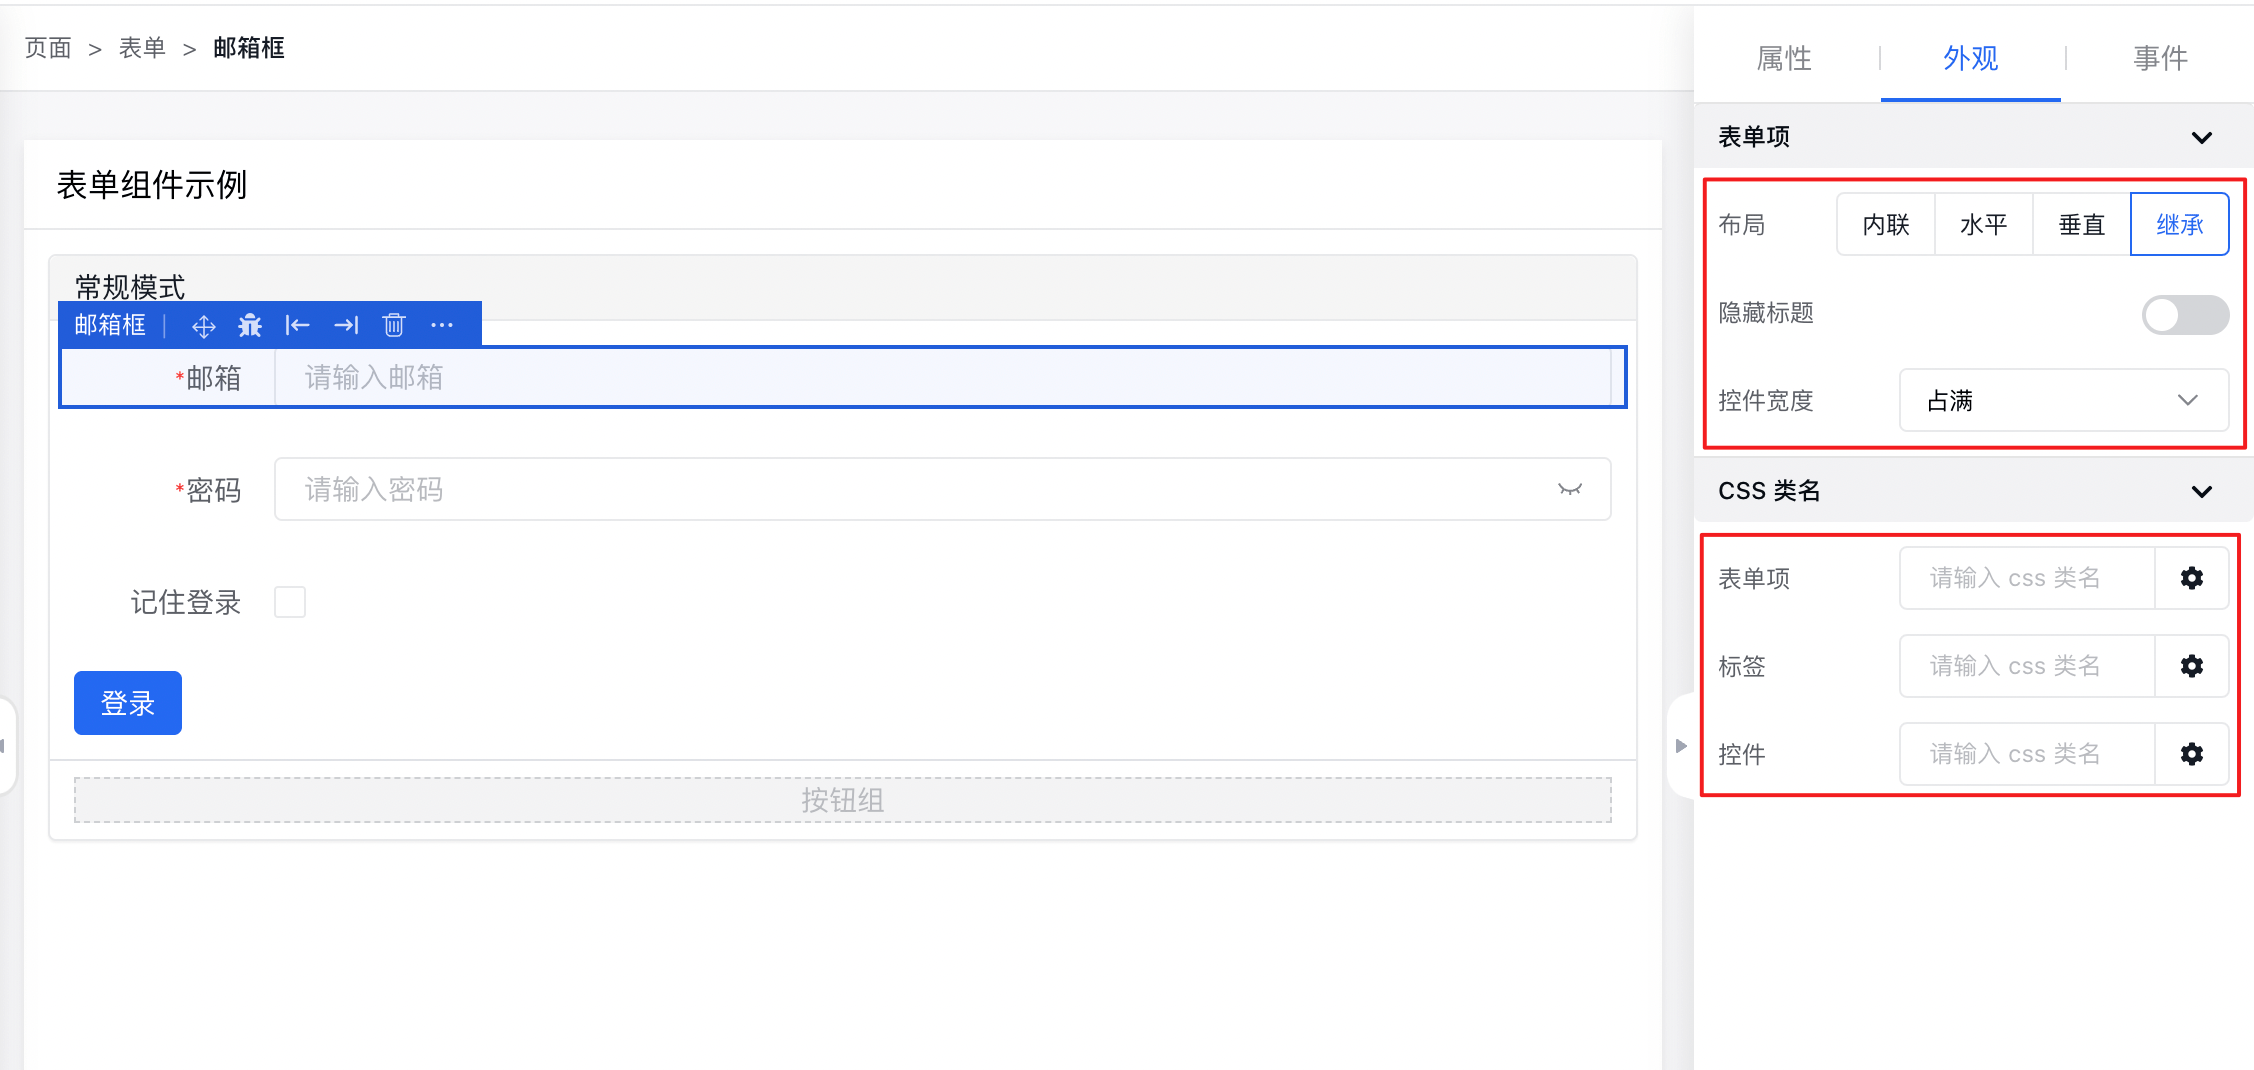 页面 > 表单 > 邮箱框
属性 外观 事件
表单组件示例
常规模式
邮箱框
*邮箱 请输入邮箱
*密码 请输入密码
记住登录
登录
按钮组
表单项
布局 内联 水平 垂直 继承
隐藏标题
控件宽度 占满
CSS 类名
表单项 请输入 css 类名
标签 请输入 css 类名
控件 请输入 css 类名